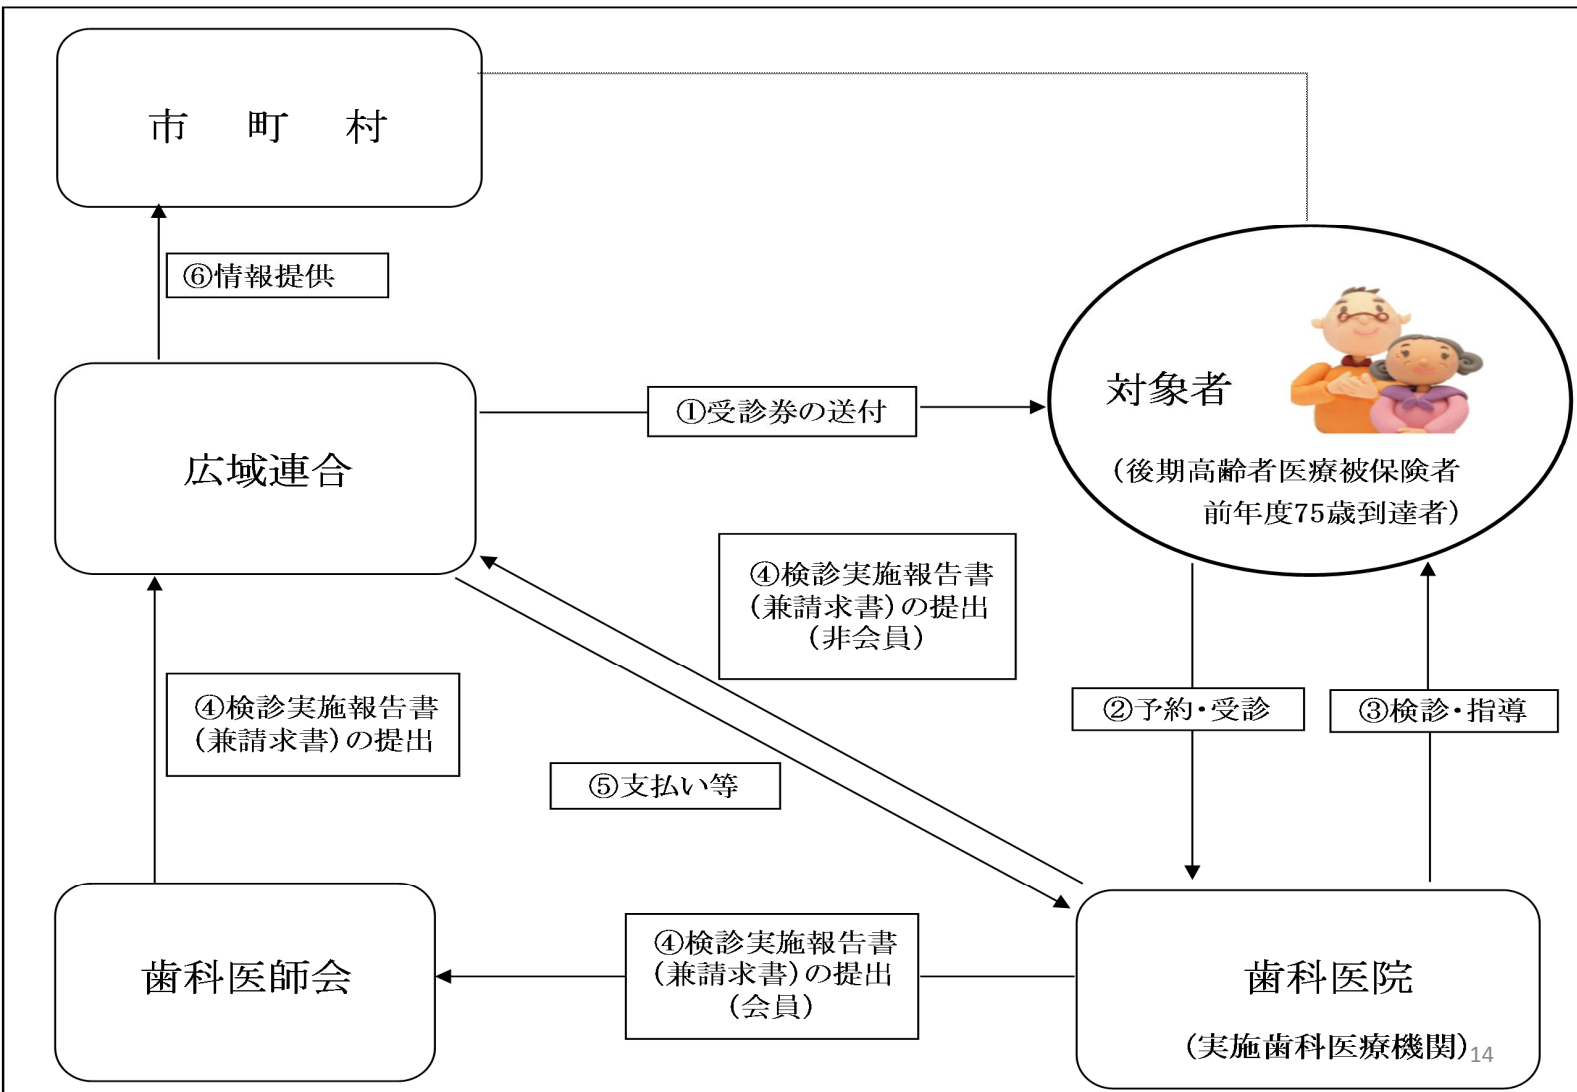 市 町 村
⑥情報提供
①受診券の送付
対象者
(後期高齢者医療被保険者
前年度75歳到達者)
広域連合
④検診実施報告書
(兼請求書)の提出
(非会員)
④検診実施報告書
(兼請求書)の提出
②予約・受診
③検診・指導
⑤支払い等
歯科医師会
④検診実施報告書
(兼請求書)の提出
(会員)
歯科医院
(実施歯科医療機関)
14